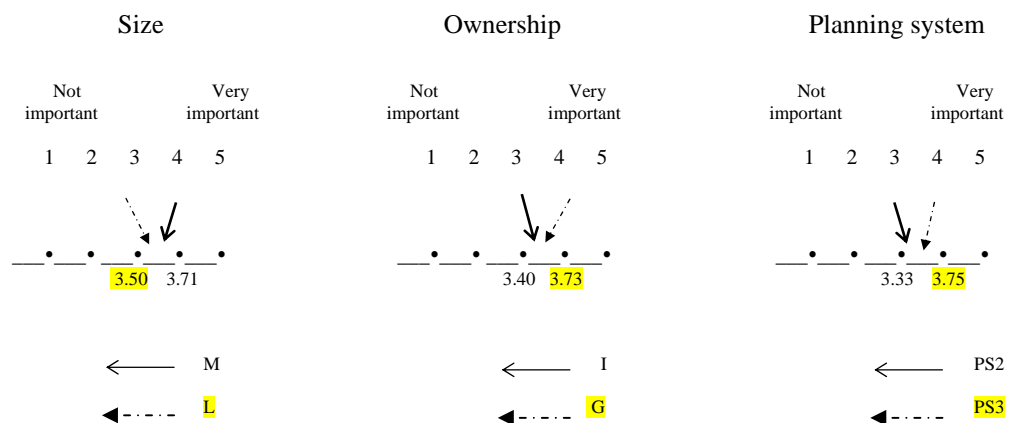 Size Ownership Planning system
Not important Very important Not important Very important Not important Very important
1 2 3 4 5 1 2 3 4 5 1 2 3 4 5
3.50 3.71 3.40 3.73 3.33 3.75
M I PS2
L G PS3